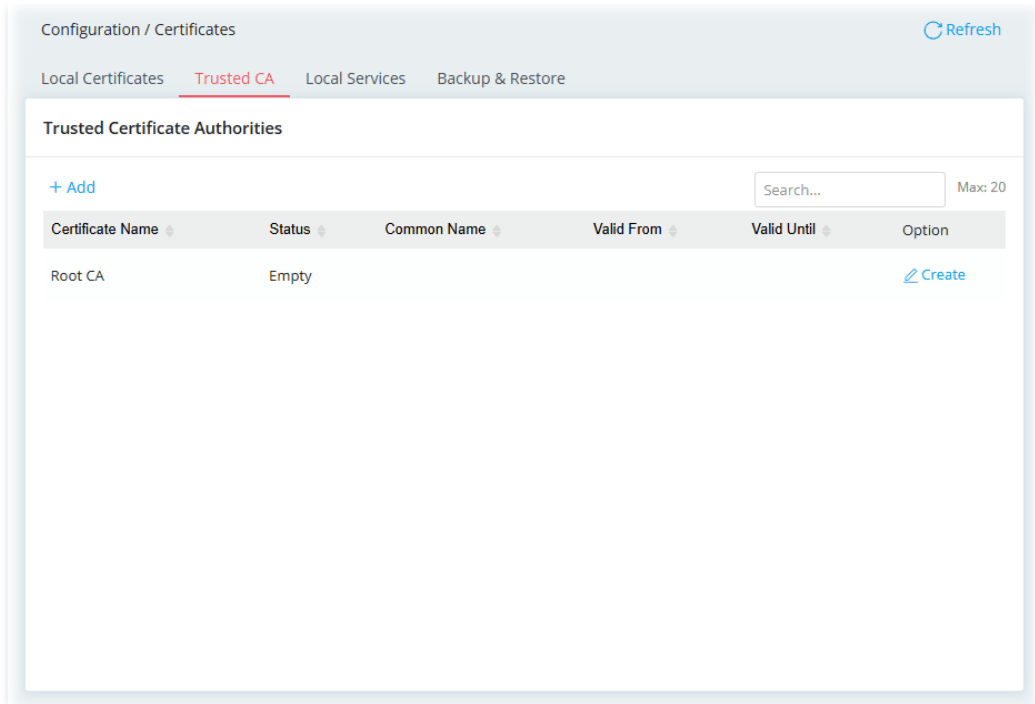 Configuration / Certificates Refresh
Local Certificates Trusted CA Local Services Backup & Restore
Trusted Certificate Authorities
+ Add Search... Max: 20
Certificate Name Status Common Name Valid From Valid Until Option
Root CA Empty Create